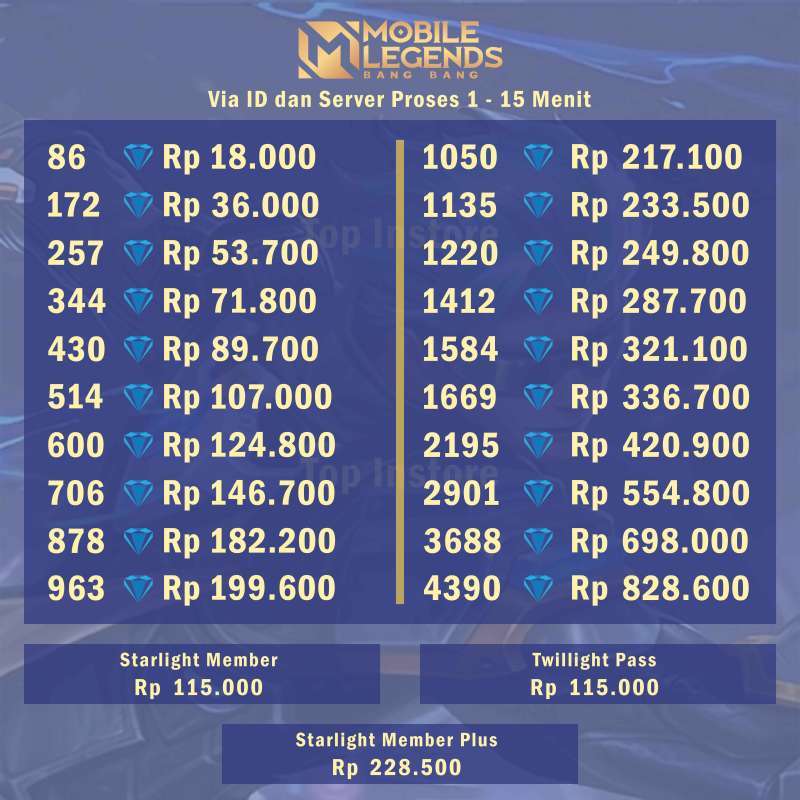 MOBILE
LEGENDS
BANG BANG
Via ID dan Server Proses 1 - 15 Menit
86 Rp 18.000
172 Rp 36.000
257 Rp 53.700
344 Rp 71.800
430 Rp 89.700
514 Rp 107.000
600 Rp 124.800
706 Rp 146.700
878 Rp 182.200
963 Rp 199.600
1050 Rp 217.100
1135 Rp 233.500
1220 Rp 249.800
1412 Rp 287.700
1584 Rp 321.100
1669 Rp 336.700
2195 Rp 420.900
2901 Rp 554.800
3688 Rp 698.000
4390 Rp 828.600
Top Instore
Top Instore
Starlight Member
Rp 115.000
Twillight Pass
Rp 115.000
Starlight Member Plus
Rp 228.500